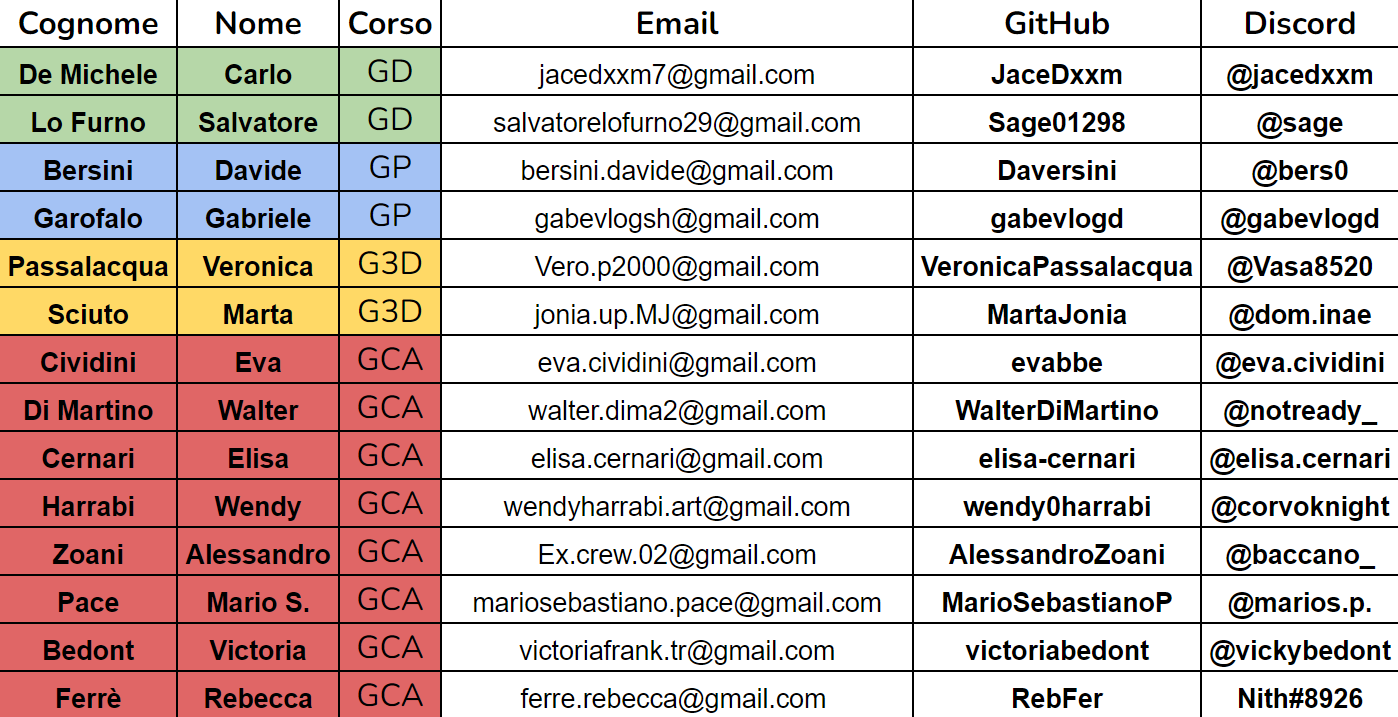 Cognome Nome Corso Email GitHub Discord
De Michele Carlo GD jacedxxm7@gmail.com JaceDxxm @jacedxxm
Lo Furno Salvatore GD salvatorelofurno29@gmail.com Sage01298 @sage
Bersini Davide GP bersini.davide@gmail.com Daversini @bers0
Garofalo Gabriele GP gabevlogsh@gmail.com gabevlogd @gabevlogd
Passalacqua Veronica G3D Vero.p2000@gmail.com VeronicaPassalacqua @Vasa8520
Sciuto Marta G3D jonia.up.MJ@gmail.com MartaJonia @dom.inae
Cividini Eva GCA eva.cividini@gmail.com evabbe @eva.cividini
Di Martino Walter GCA walter.dima2@gmail.com WalterDiMartino @notready_
Cernari Elisa GCA elisa.cernari@gmail.com elisa-cernari @elisa.cernari
Harrabi Wendy GCA wendyharrabi.art@gmail.com wendy0harrabi @corvoknight
Zoani Alessandro GCA Ex.crew.02@gmail.com AlessandroZoani @baccano_
Pace Mario S. GCA mariosebastiano.pace@gmail.com MarioSebastianoP @marios.p.
Bedont Victoria GCA victoriafrank.tr@gmail.com victoriabedont @vickybedont
Ferrè Rebecca GCA ferre.rebecca@gmail.com RebFer Nith#8926